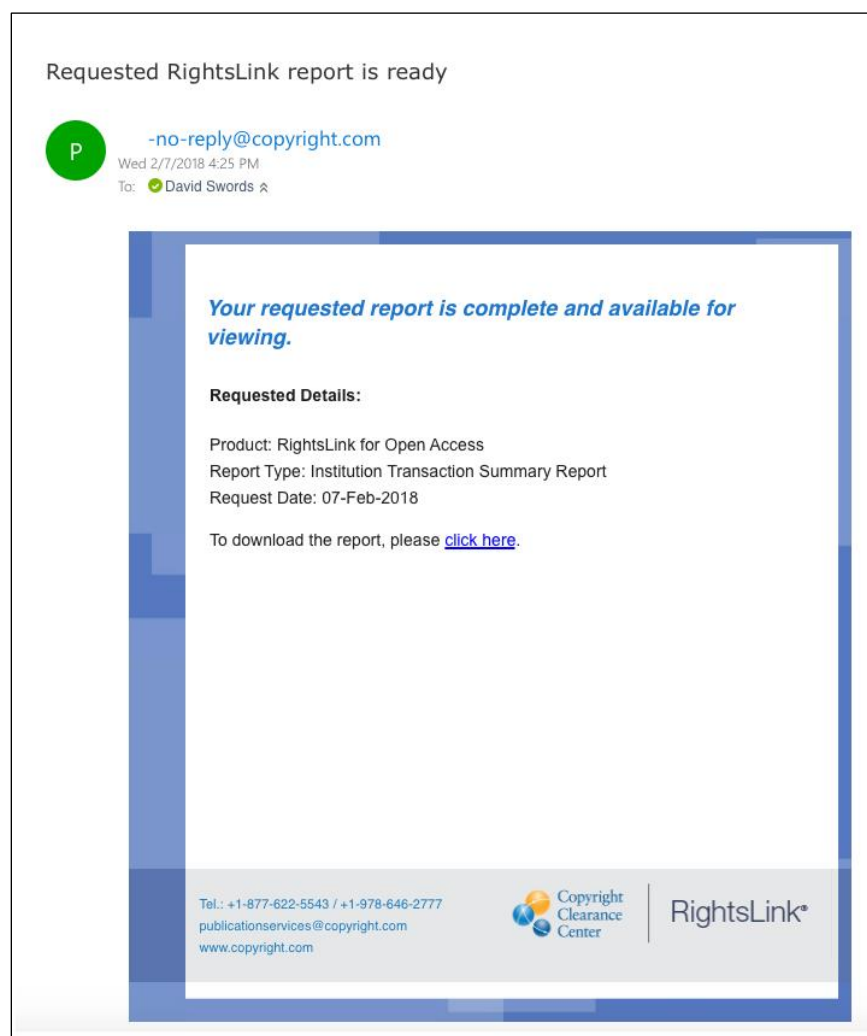 Requested RightsLink report is ready
P
-no-reply@copyright.com
Wed 2/7/2018 4:25 PM
To: David Swords
Your requested report is complete and available for
viewing.
Requested Details:
Product: RightsLink for Open Access
Report Type: Institution Transaction Summary Report
Request Date: 07-Feb-2018
To download the report, please click here.
Tel.: +1-877-622-5543 / +1-978-646-2777
publicationservices@copyright.com
www.copyright.com
Copyright
Clearance
Center
RightsLink®